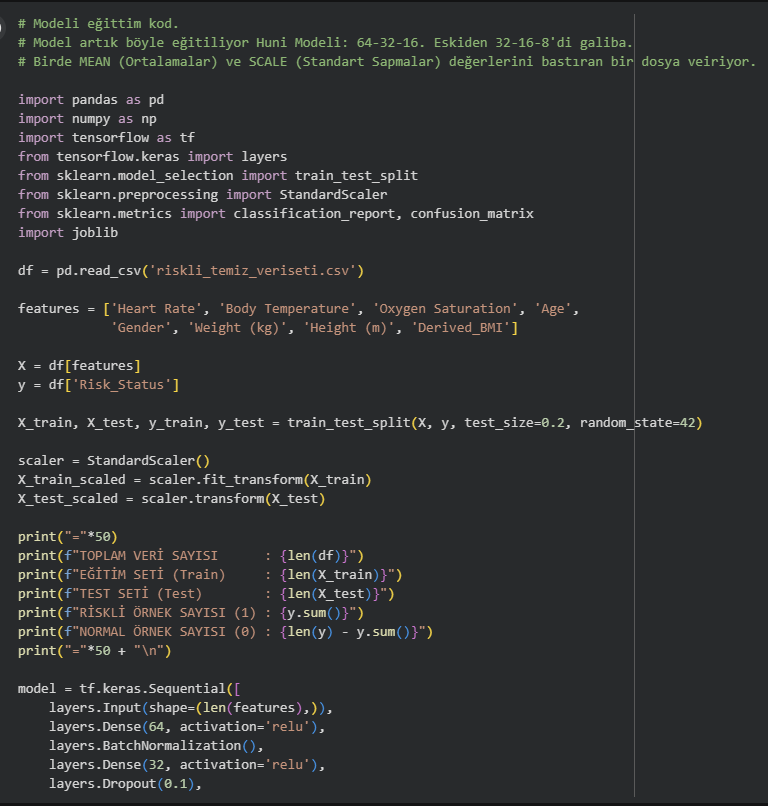 # Modeli eğittim kod.
# Model artık böyle eğitiliyor Huni Modeli: 64-32-16. Eskiden 32-16-8'di galiba.
# Birde MEAN (Ortalamalar) ve SCALE (Standart Sapmalar) değerlerini bastıran bir dosya veiriyor.

import pandas as pd
import numpy as np
import tensorflow as tf
from tensorflow.keras import layers
from sklearn.model_selection import train_test_split
from sklearn.preprocessing import StandardScaler
from sklearn.metrics import classification_report, confusion_matrix
import joblib

df = pd.read_csv('riskli_temiz_veriseti.csv')

features = ['Heart Rate', 'Body Temperature', 'Oxygen Saturation', 'Age',
            'Gender', 'Weight (kg)', 'Height (m)', 'Derived_BMI']

X = df[features]
y = df['Risk_Status']

X_train, X_test, y_train, y_test = train_test_split(X, y, test_size=0.2, random_state=42)

scaler = StandardScaler()
X_train_scaled = scaler.fit_transform(X_train)
X_test_scaled = scaler.transform(X_test)

print("="*50)
print(f"TOPLAM VERİ SAYISI      : {len(df)}")
print(f"EĞİTİM SETİ (Train)     : {len(X_train)}")
print(f"TEST SETİ (Test)        : {len(X_test)}")
print(f"RİSKLİ ÖRNEK SAYISI (1) : {y.sum()}")
print(f"NORMAL ÖRNEK SAYISI (0) : {len(y) - y.sum()}")
print("="*50 + "\n")

model = tf.keras.Sequential([
    layers.Input(shape=(len(features),)),
    layers.Dense(64, activation='relu'),
    layers.BatchNormalization(),
    layers.Dense(32, activation='relu'),
    layers.Dropout(0.1),